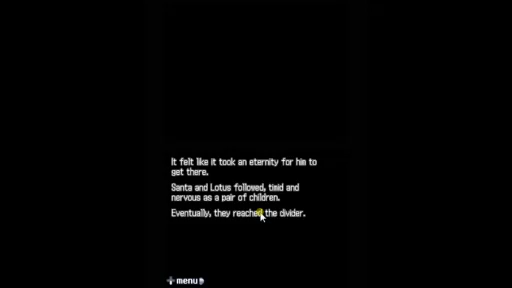 It felt like it took an eternity for him to
get there.
Santa and Lotus followed, timid and
nervous as a pair of children.
Eventually, they reached the divider.
menu